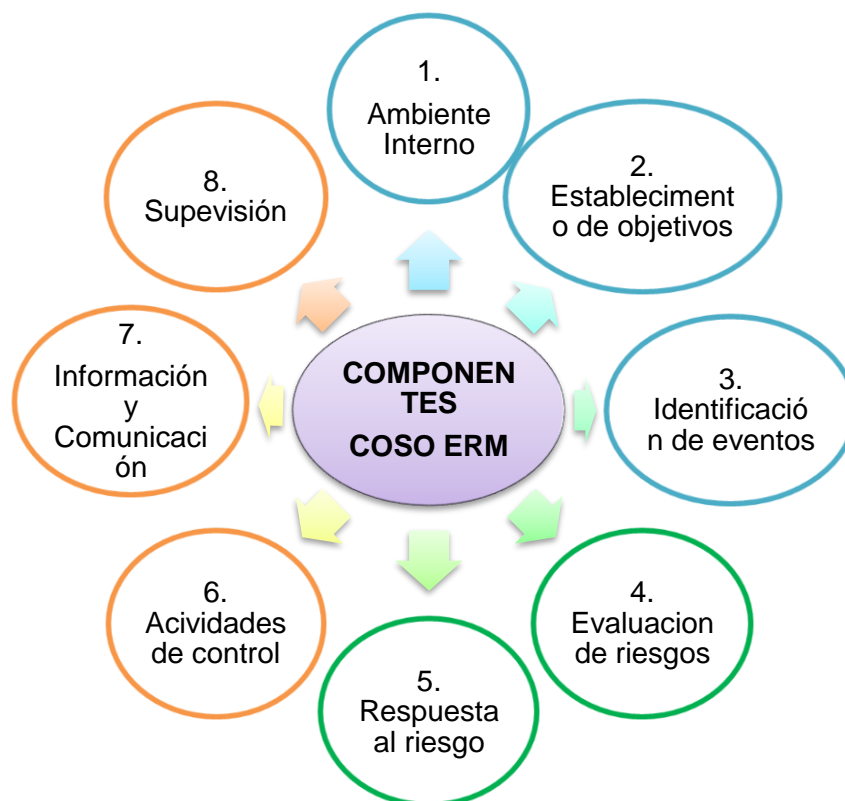 1.
Ambiente
Interno
2.
Estableciment
o de objetivos
3.
Identificació
n de eventos
4.
Evaluacion
de riesgos
5.
Respuesta
al riesgo
6.
Acividades
de control
7.
Información
y
Comunicaci
ón
8.
Supevisión
COMPONEN
TES
COSO ERM